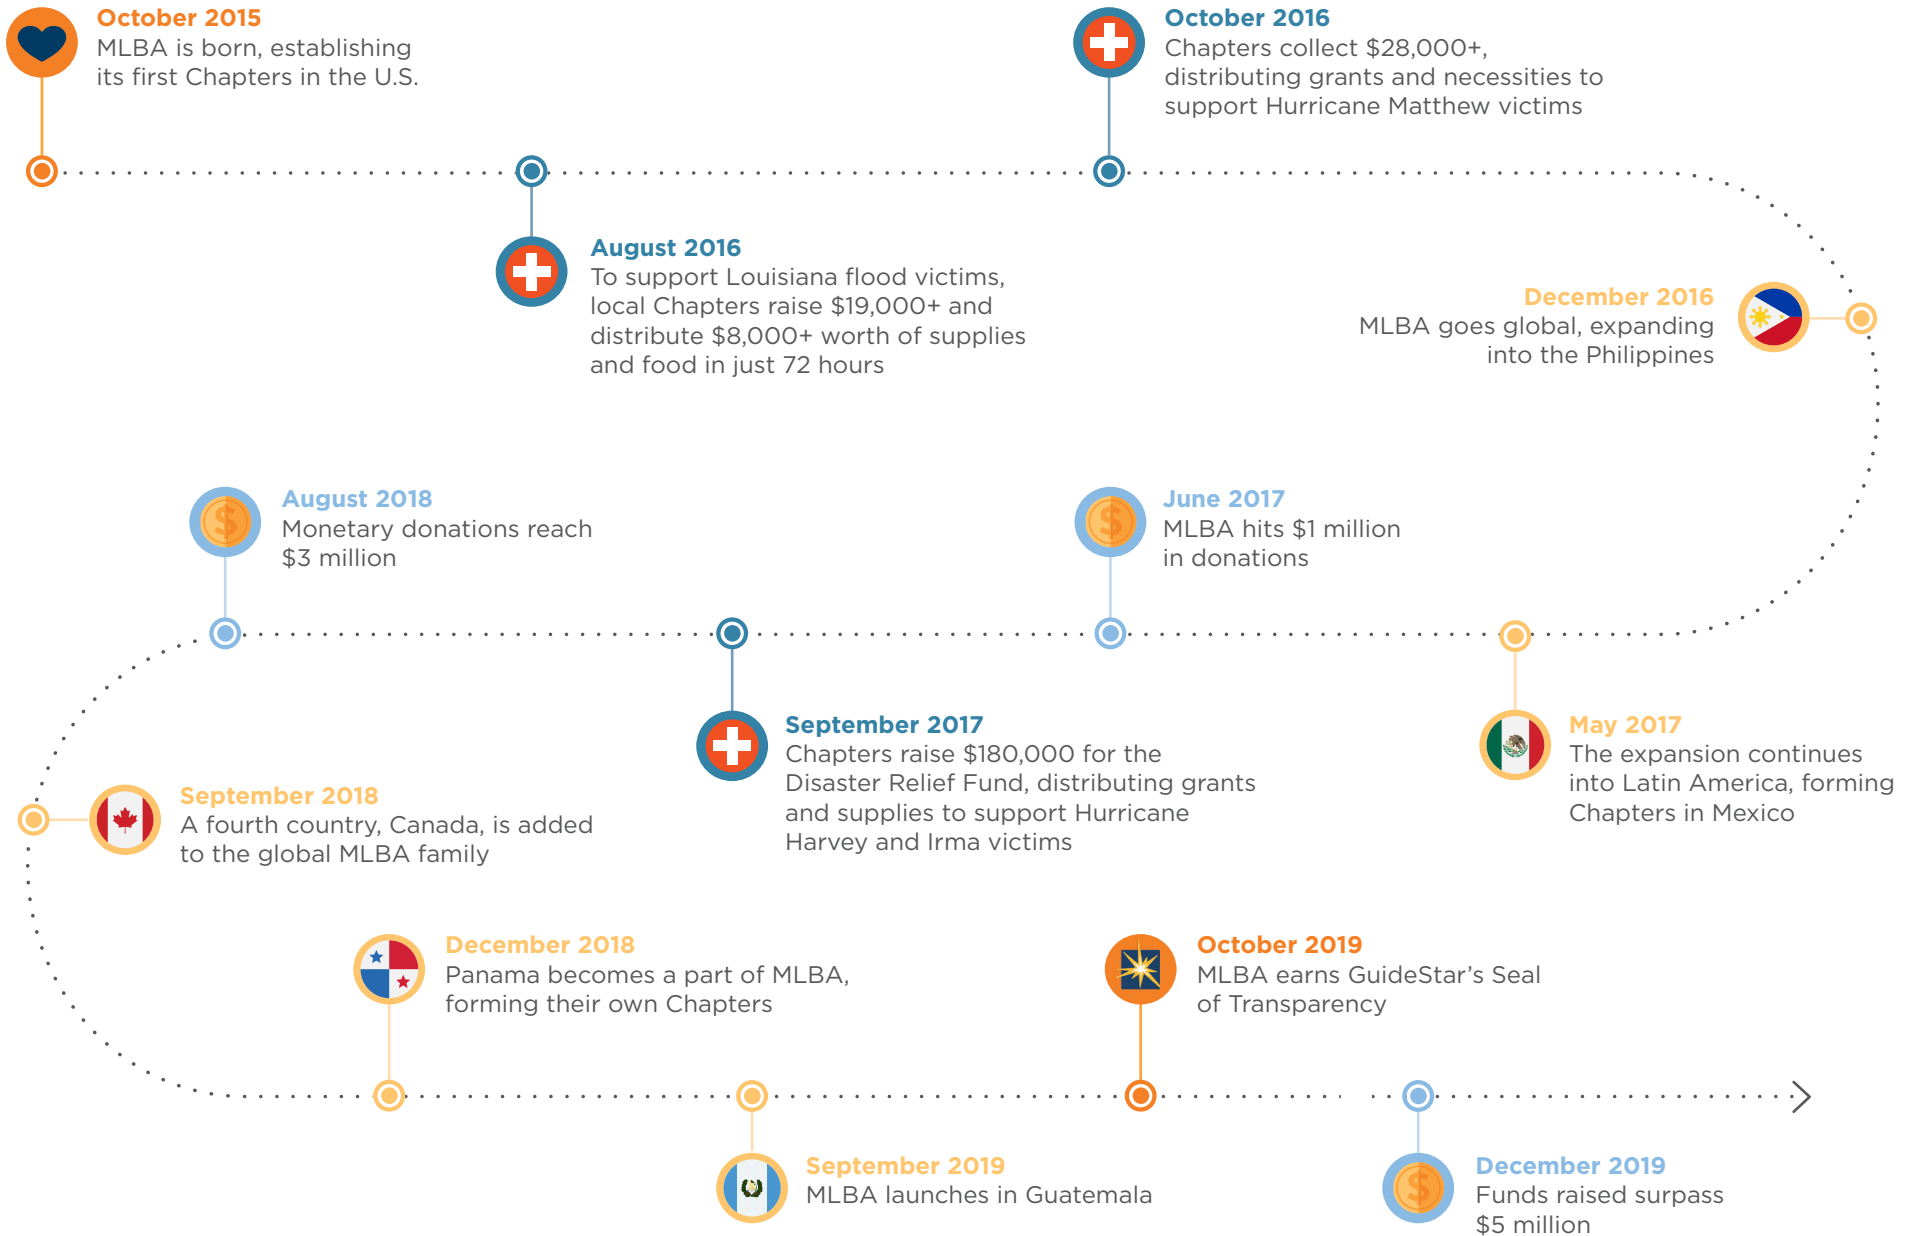 October 2015
MLBA is born, establishing
its first Chapters in the U.S.
August 2016
To support Louisiana flood victims,
local Chapters raise $19,000+ and
distribute $8,000+ worth of supplies
and food in just 72 hours
October 2016
Chapters collect $28,000+,
distributing grants and necessities to
support Hurricane Matthew victims
December 2016
MLBA goes global, expanding
into the Philippines
May 2017
The expansion continues
into Latin America, forming
Chapters in Mexico
June 2017
MLBA hits $1 million
in donations
September 2017
Chapters raise $180,000 for the
Disaster Relief Fund, distributing grants
and supplies to support Hurricane
Harvey and Irma victims
August 2018
Monetary donations reach
$3 million
September 2018
A fourth country, Canada, is added
to the global MLBA family
December 2018
Panama becomes a part of MLBA,
forming their own Chapters
September 2019
MLBA launches in Guatemala
October 2019
MLBA earns GuideStar’s Seal
of Transparency
December 2019
Funds raised surpass
$5 million